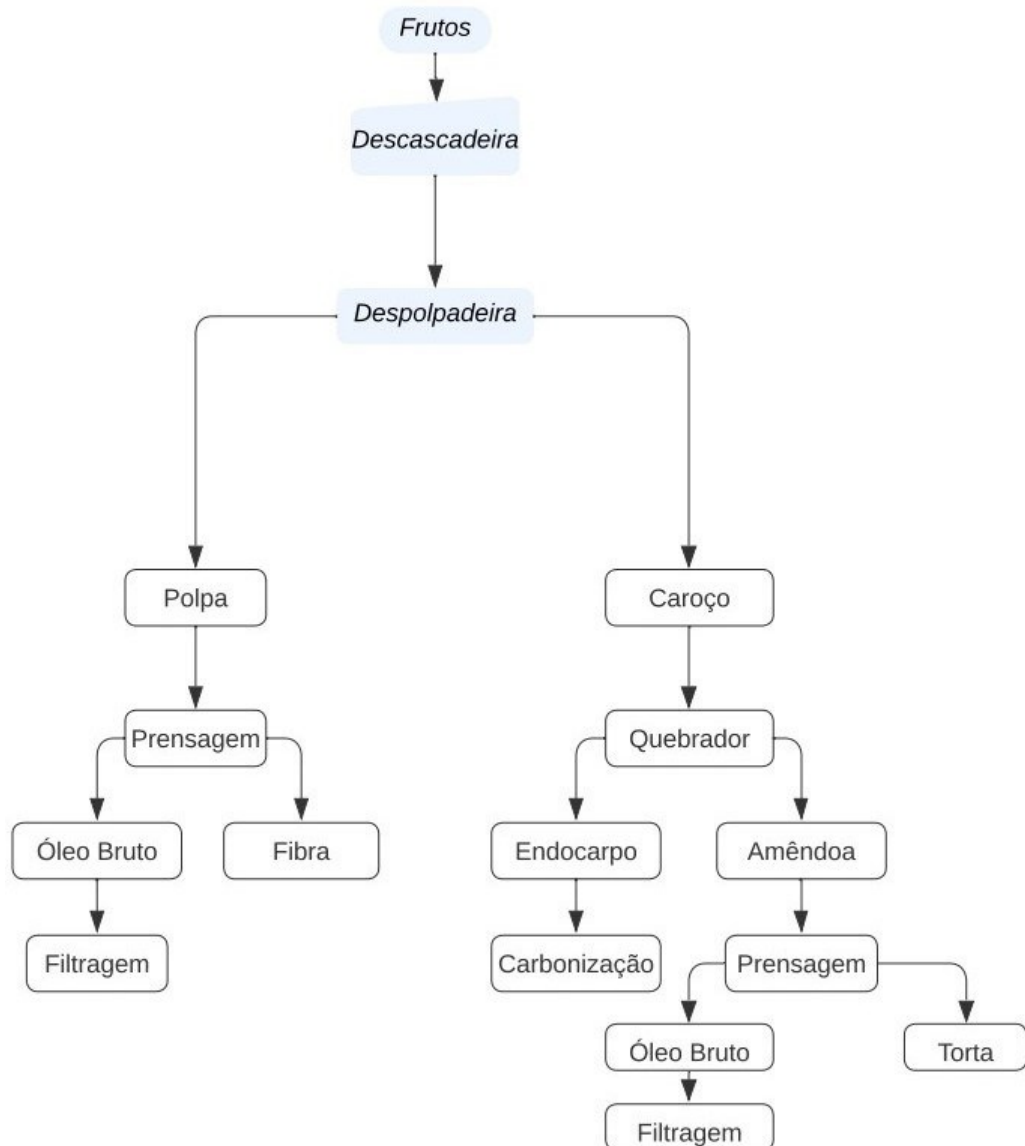 Frutos
Descascadeira
Despolpadeira
Polpa
Caroço
Prensagem
Quebrador
Óleo Bruto
Fibra
Endocarpo
Amêndoa
Filtragem
Carbonização
Prensagem
Óleo Bruto
Torta
Filtragem